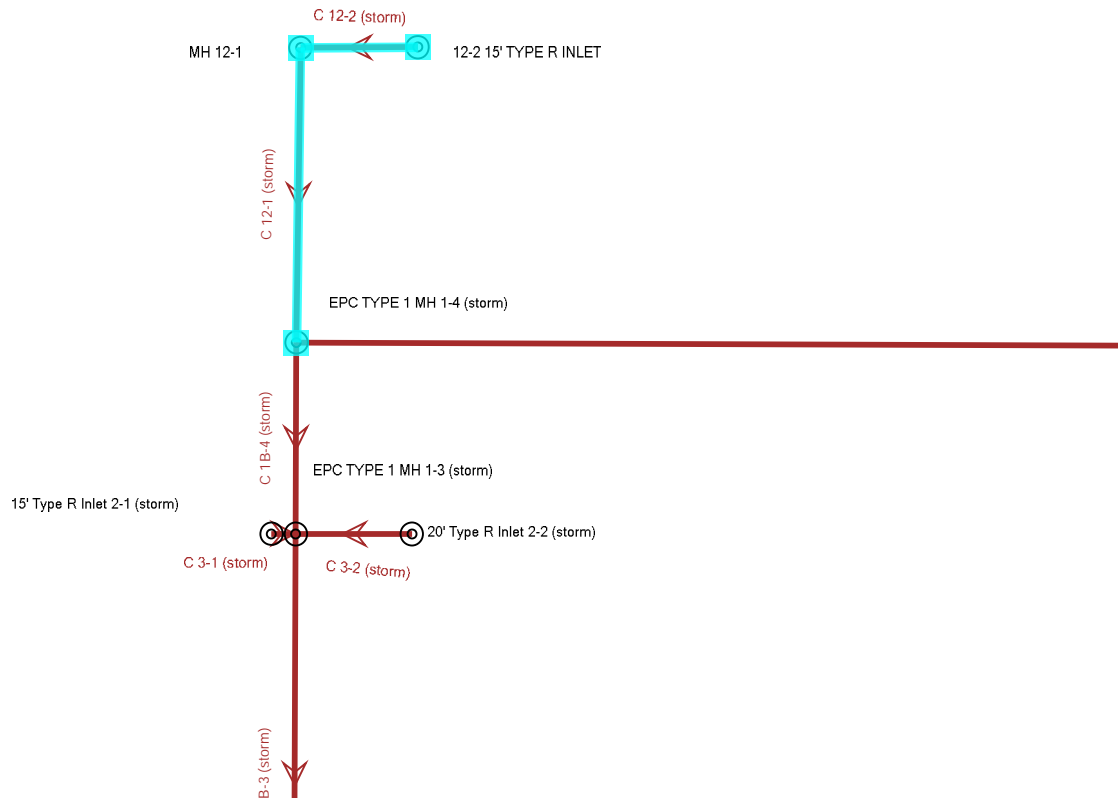 C 12-2 (storm)
MH 12-1
12-2 15' TYPE R INLET
C 12-1 (storm)
EPC TYPE 1 MH 1-4 (storm)
C 1B-4 (storm)
EPC TYPE 1 MH 1-3 (storm)
15' Type R Inlet 2-1 (storm)
20' Type R Inlet 2-2 (storm)
C 3-1 (storm)
C 3-2 (storm)
B-3 (storm)